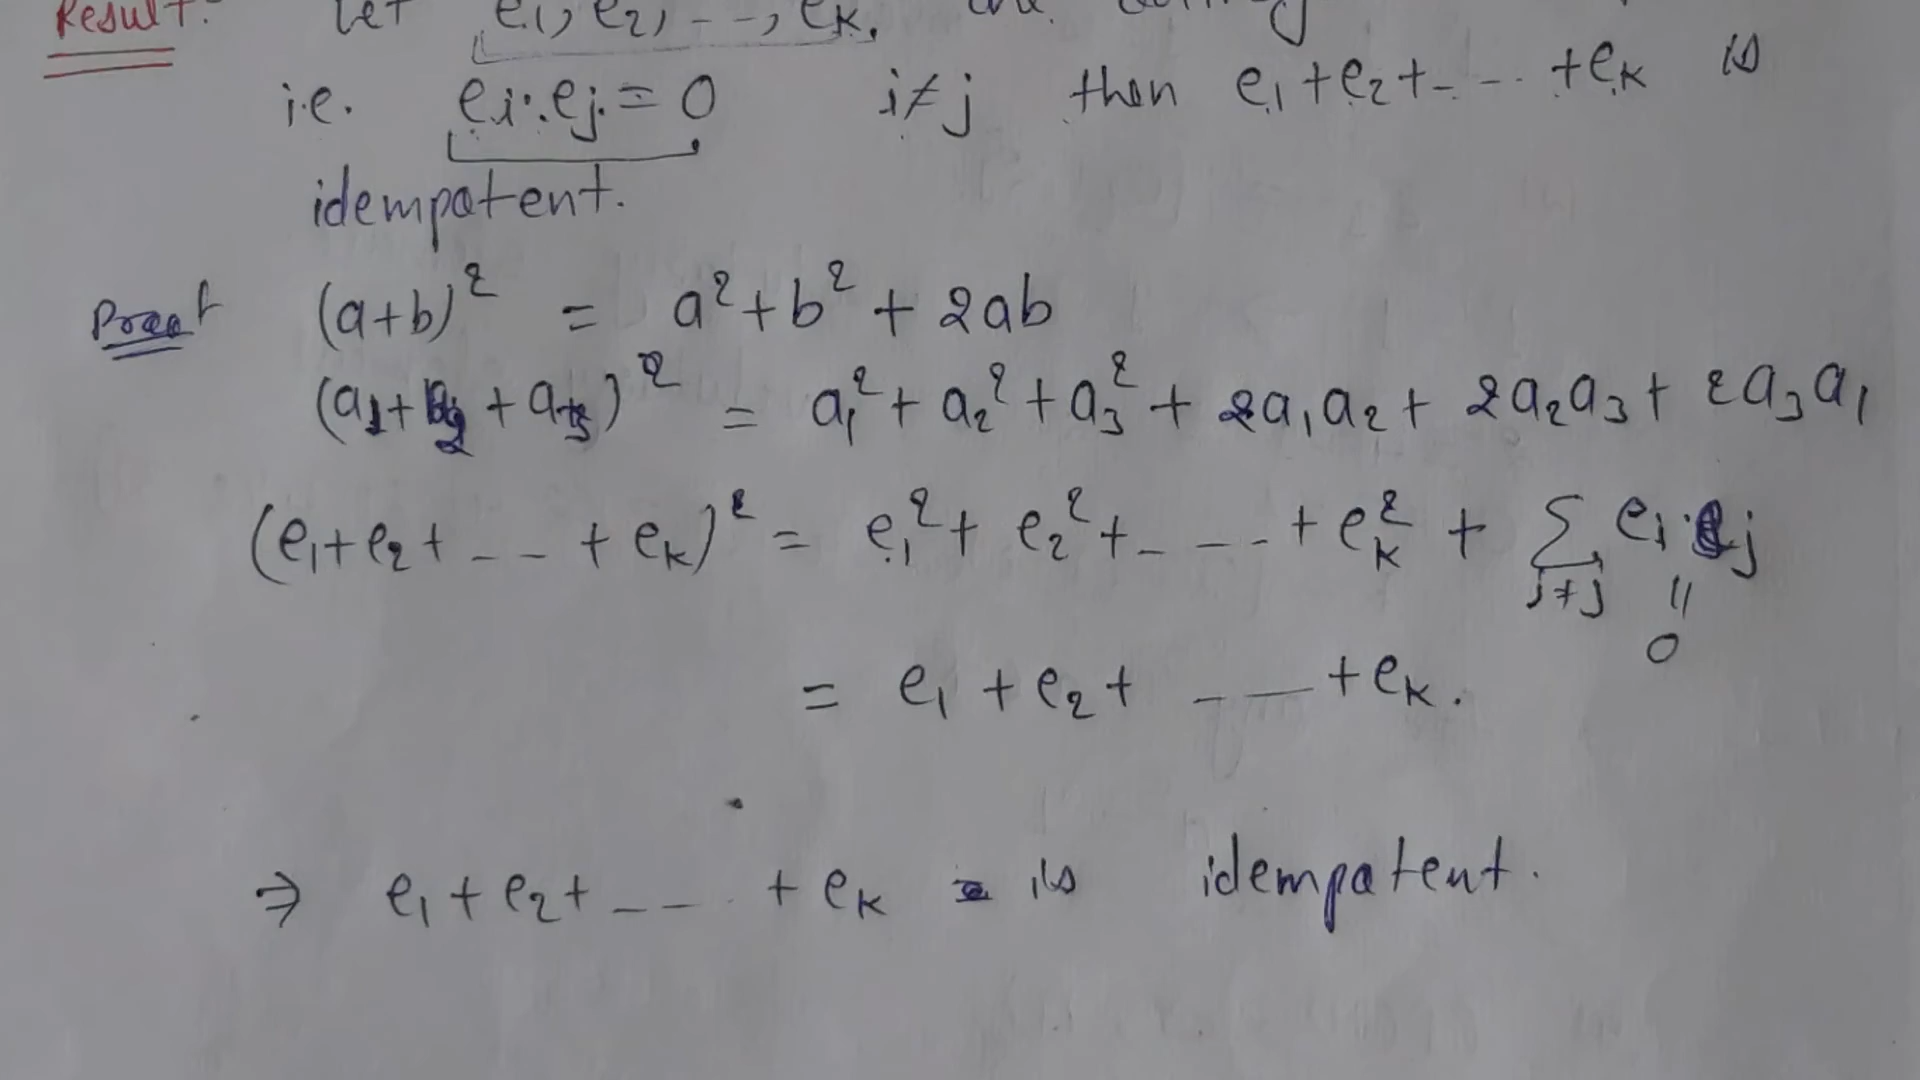 Result: Let e₁, e₂, - - -, eₖ.
i.e. eᵢ.eⱼ = 0 i≠j then e₁+e₂+- - - +eₖ is
idempatent.
Proof (a+b)² = a²+b² + 2ab
(a₁+a₂+a₃)² = a₁²+ a₂²+a₃² + 2a₁a₂+ 2a₂a₃+ 2a₃a₁
(e₁+e₂+ - - - + eₖ)² = e₁²+ e₂²+- - - -+eₖ² + Σ eᵢ.eⱼ
j≠j "
0
= e₁ + e₂+ - — +eₖ.
⇒ e₁+e₂+ - - - + eₖ is idempatent.